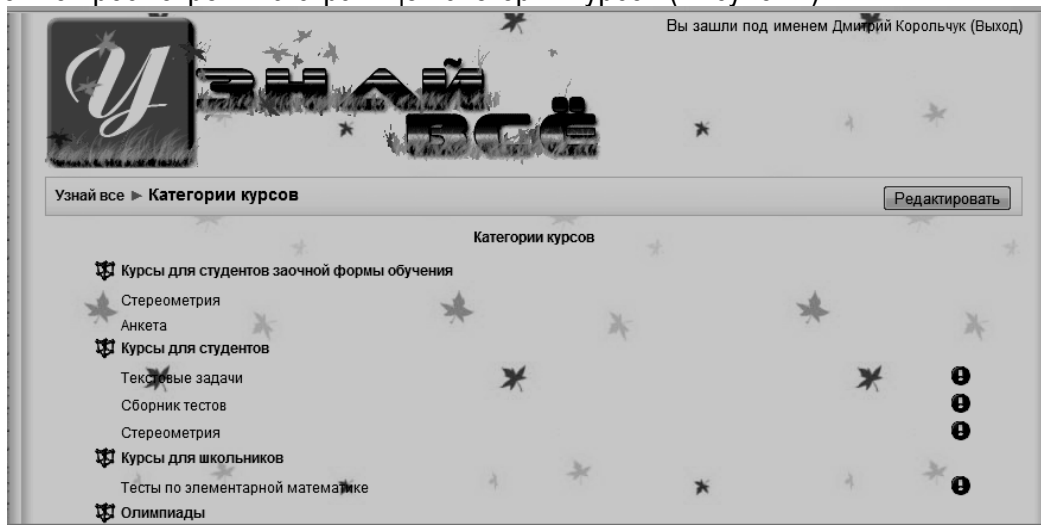 Вы зашли под именем Дмитрий Корольчук (Выход)
У
ЗНАЙ
ВСЁ
Узнай все ► Категории курсов
Редактировать
Категории курсов
Курсы для студентов заочной формы обучения
Стереометрия
Анкета
Курсы для студентов
Текстовые задачи
Сборник тестов
Стереометрия
Курсы для школьников
Тесты по элементарной математике
Олимпиады